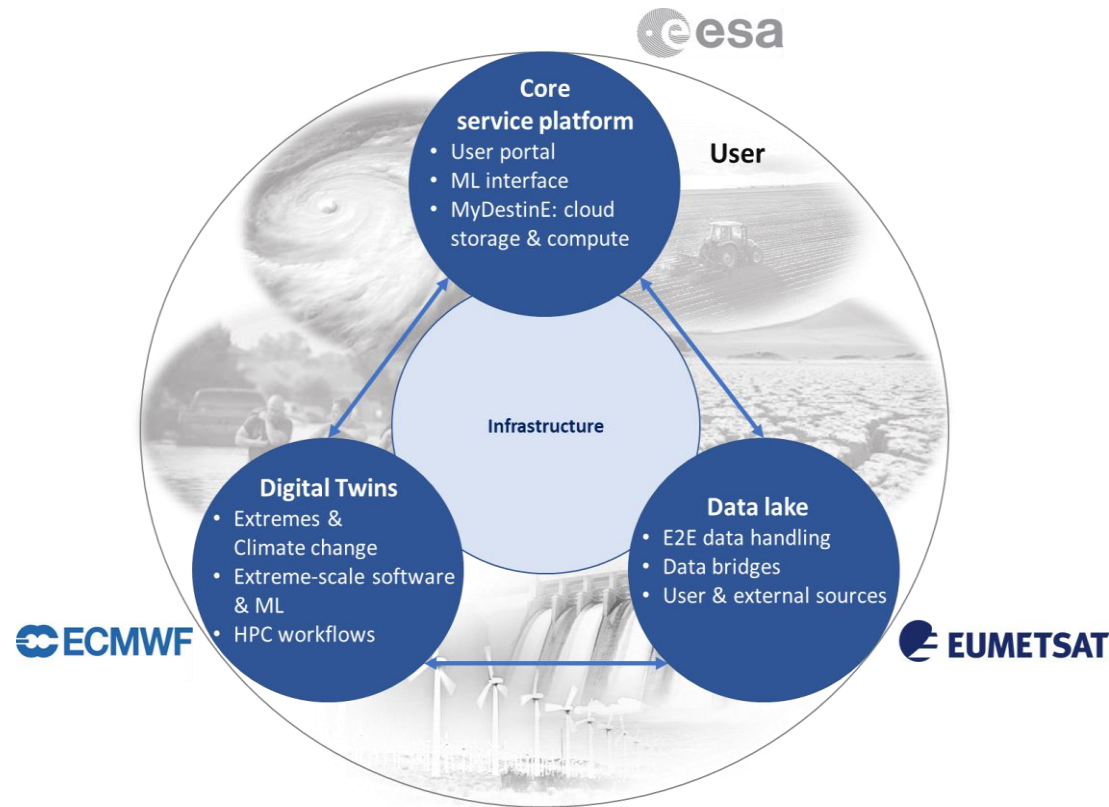 esa
Core
service platform
• User portal
• ML interface
• MyDestinE: cloud
storage & compute
User
Infrastructure
Digital Twins
• Extremes &
Climate change
• Extreme-scale software
& ML
• HPC workflows
Data lake
• E2E data handling
• Data bridges
• User & external sources
ECMWF
EUMETSAT